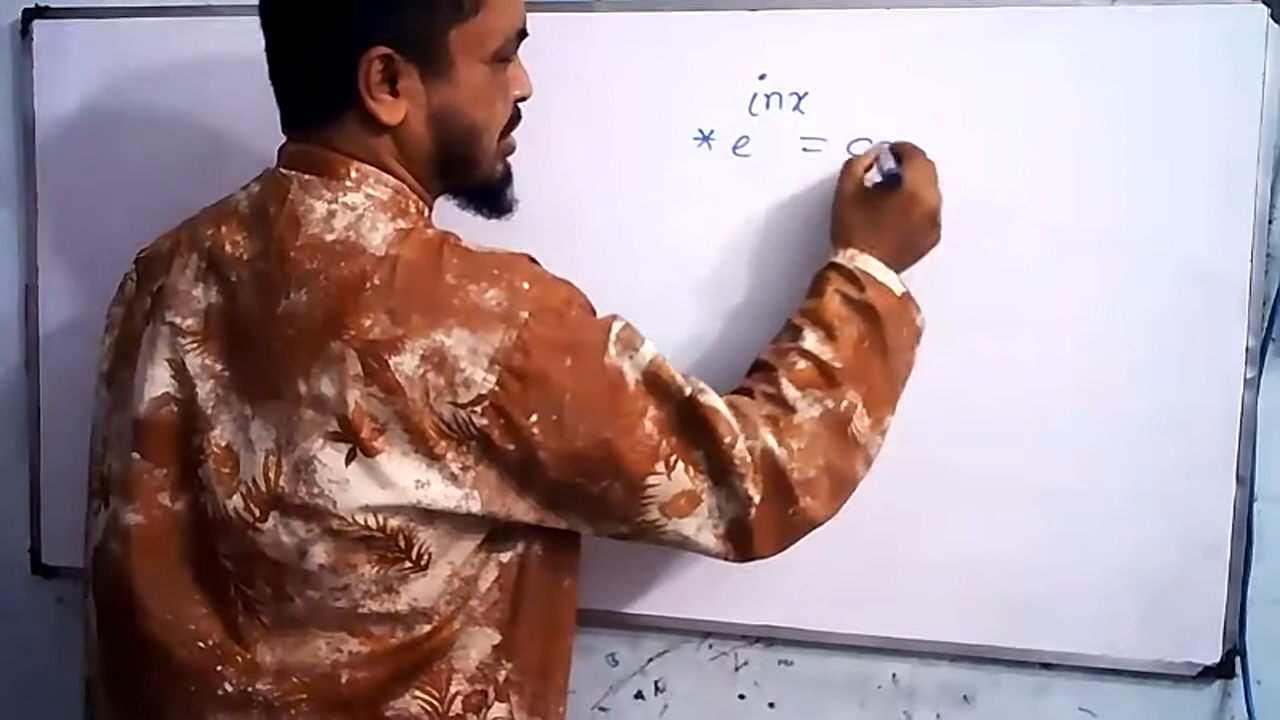 * e^{inx} = c